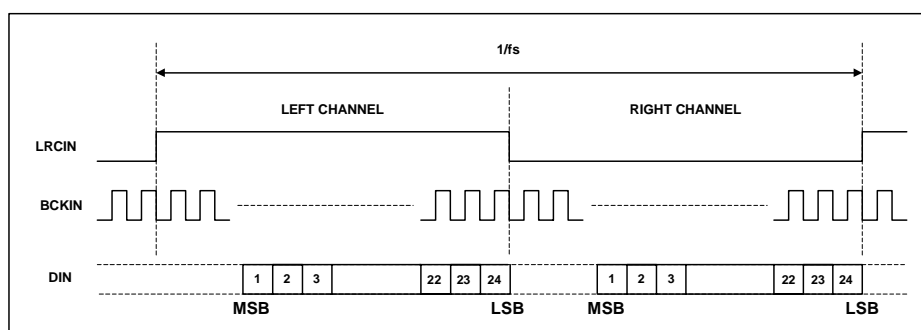 1/fs
LEFT CHANNEL RIGHT CHANNEL
LRCIN
BCKIN
DIN 1 2 3 22 23 24 1 2 3 22 23 24
MSB LSB MSB LSB